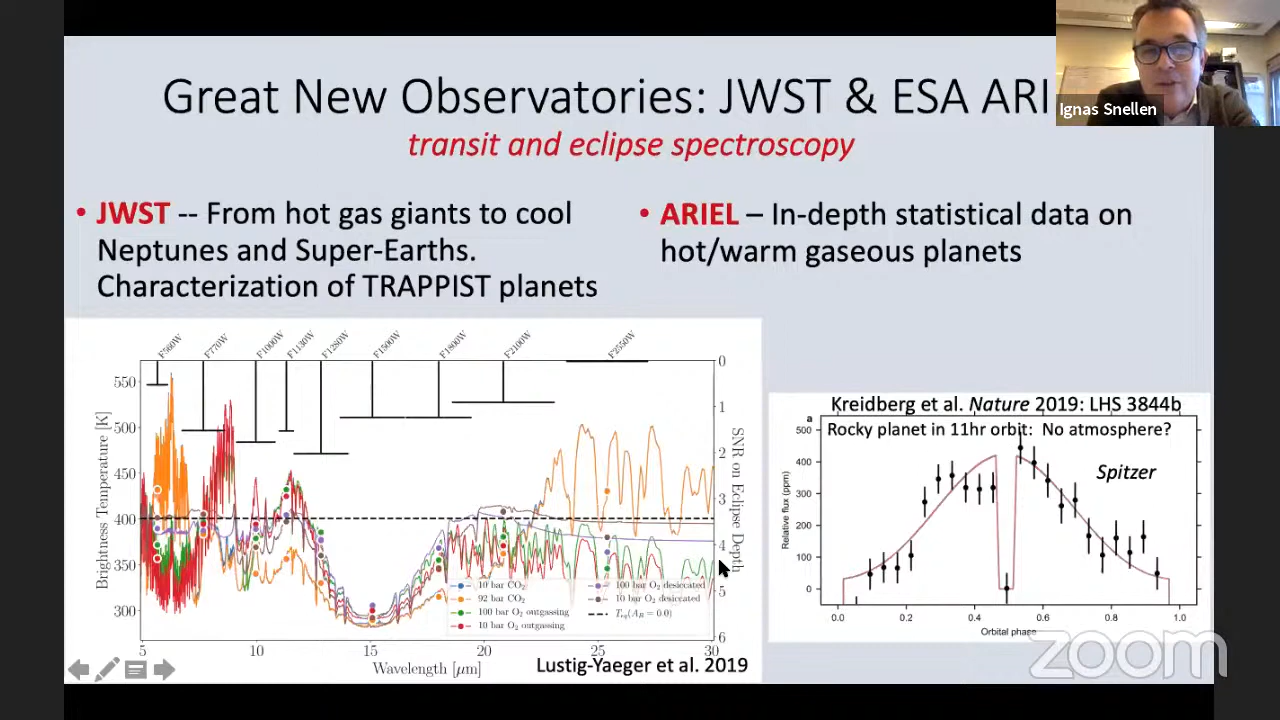 Great New Observatories: JWST & ESA ARI
Ignas Snellen
transit and eclipse spectroscopy
• JWST -- From hot gas giants to cool
Neptunes and Super-Earths.
Characterization of TRAPPIST planets
• ARIEL – In-depth statistical data on
hot/warm gaseous planets
F560W
F770W
F1000W
F1130W
F1280W
F1500W
F1800W
F2100W
F2550W
Brightness Temperature [K]
550
500
450
400
350
300
0
1
2
3
4
5
6
SNR on Eclipse Depth
10 bar CO₂
92 bar CO₂
100 bar O₂ outgassing
10 bar O₂ outgassing
100 bar O₂ desiccated
10 bar O₂ desiccated
5
10
15
20
25
30
Wavelength [μm]
Lustig-Yaeger et al. 2019
Kreidberg et al. Nature 2019: LHS 3844b
a
Rocky planet in 11hr orbit: No atmosphere?
Spitzer
Relative flux (ppm)
500
400
300
200
100
0
0.0
0.2
0.4
0.6
0.8
1.0
Orbital phase
zoom